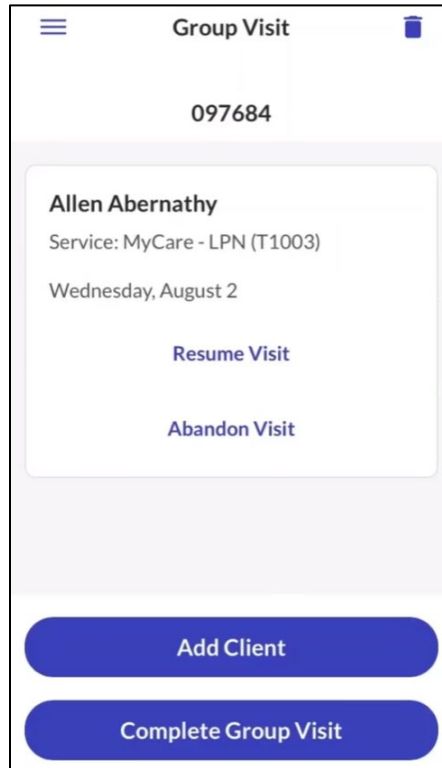 Group Visit
097684
Allen Abernathy
Service: MyCare - LPN (T1003)
Wednesday, August 2
Resume Visit
Abandon Visit
Add Client
Complete Group Visit